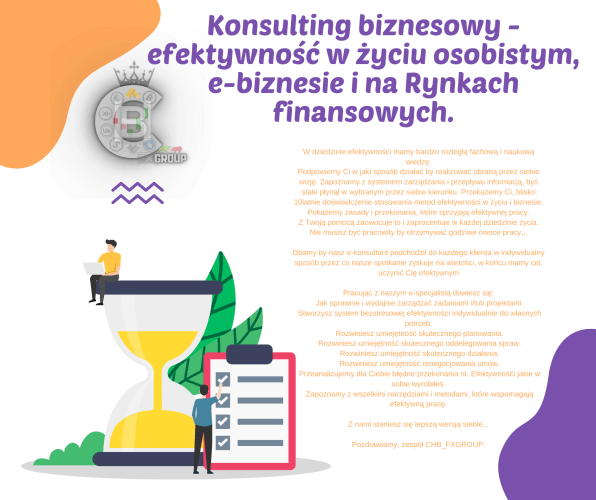 Konsulting biznesowy -
efektywność w życiu osobistym,
e-biznesie i na Rynkach
finansowych.
B
GROUP
W dziedzinie efektywności mamy bardzo rozległą fachową i naukową
wiedzę.
Podpowiemy Ci w jaki sposób działać by realizować obraną przez siebie
wizję. Zapoznamy z systemem zarządzania i przepływu informacją, byś
stale płynął w wybranym przez siebie kierunku. Przekażemy Ci, blisko
10latnie doświadczenie stosowania metod efektywności w życiu i biznesie.
Pokażemy zasady i przekonania, które sprzyjają efektywnej pracy.
Z Twoją pomocą zaowocuje to i zaprocentuje w każdej dziedzinie życia.
Nie musisz być pracowity by otrzymywać godziwe owoce pracy,..
Dbamy by nasz e-konsultant podchodził do każdego klienta w indywidualny
sposób przez co nasze spotkanie zyskuje na wartości, w końcu mamy cel,
uczynić Cię efektywnym
Pracując z naszym e-specjalistą dowiesz się:
Jak sprawnie i wydajne zarządzać zadaniami i/lub projektami.
Stworzysz system bezstresowej efektywności indywidualnie do własnych
potrzeb.
Rozwiniesz umiejętność skutecznego planowania.
Rozwiniesz umiejętność skutecznego oddelegowania spraw.
Rozwiniesz umiejętność skutecznego działania.
Rozwiniesz umiejętność renegocjowania umów.
Przeanalizujemy dla Ciebie błędne przekonania nt. Efektywności jakie w
sobie wyrobiłeś.
Zapoznamy z wszelkimi narzędziami i metodami, które wspomagają
efektywną pracę.
Z nami staniesz się lepszą wersją siebie...
Pozdrawiamy, zespół CHB_FXGROUP.